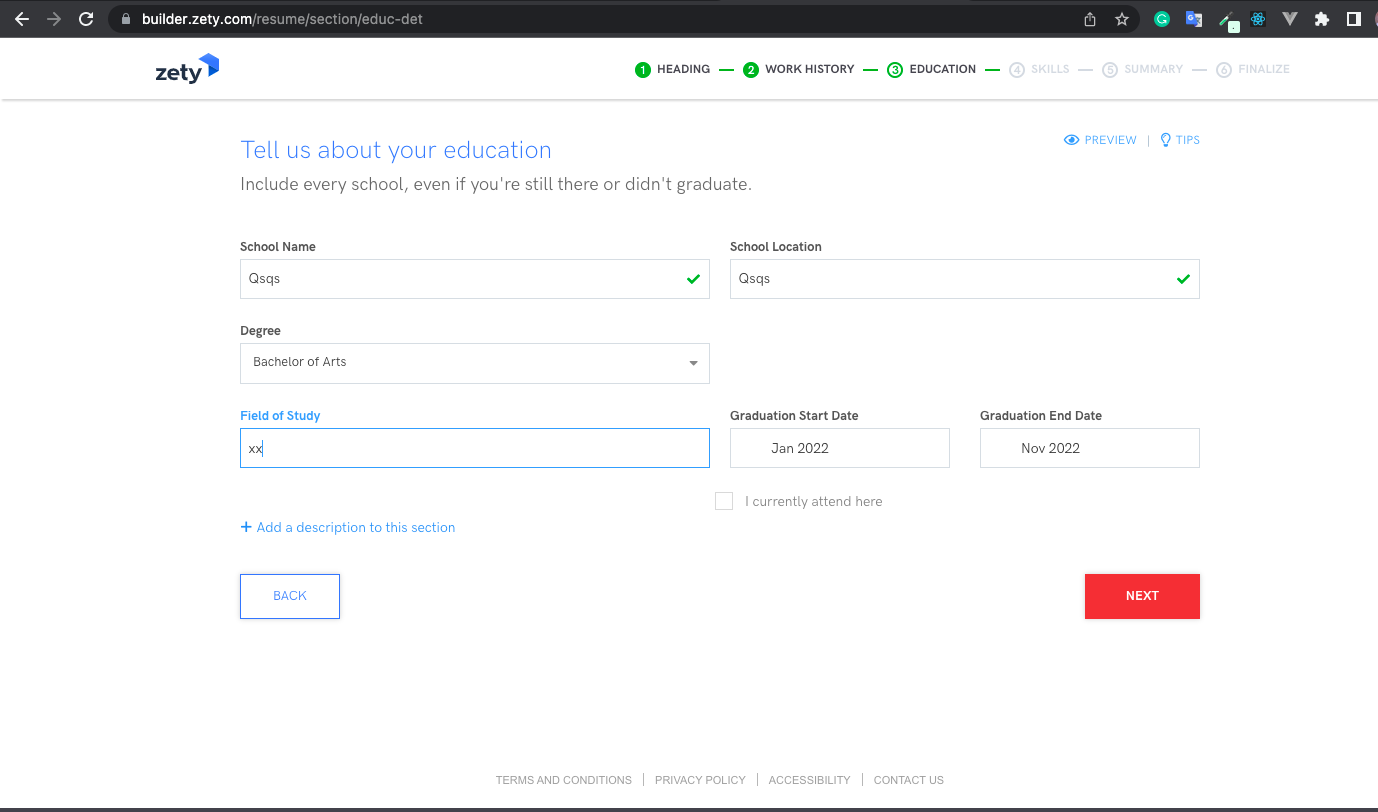 builder.zety.com/resume/section/educ-det
zety
1 HEADING 2 WORK HISTORY 3 EDUCATION 4 SKILLS 5 SUMMARY 6 FINALIZE
PREVIEW | TIPS
Tell us about your education
Include every school, even if you're still there or didn't graduate.
School Name School Location
Qsqs Qsqs
Degree
Bachelor of Arts
Field of Study Graduation Start Date Graduation End Date
xx Jan 2022 Nov 2022
I currently attend here
+ Add a description to this section
BACK NEXT
TERMS AND CONDITIONS | PRIVACY POLICY | ACCESSIBILITY | CONTACT US